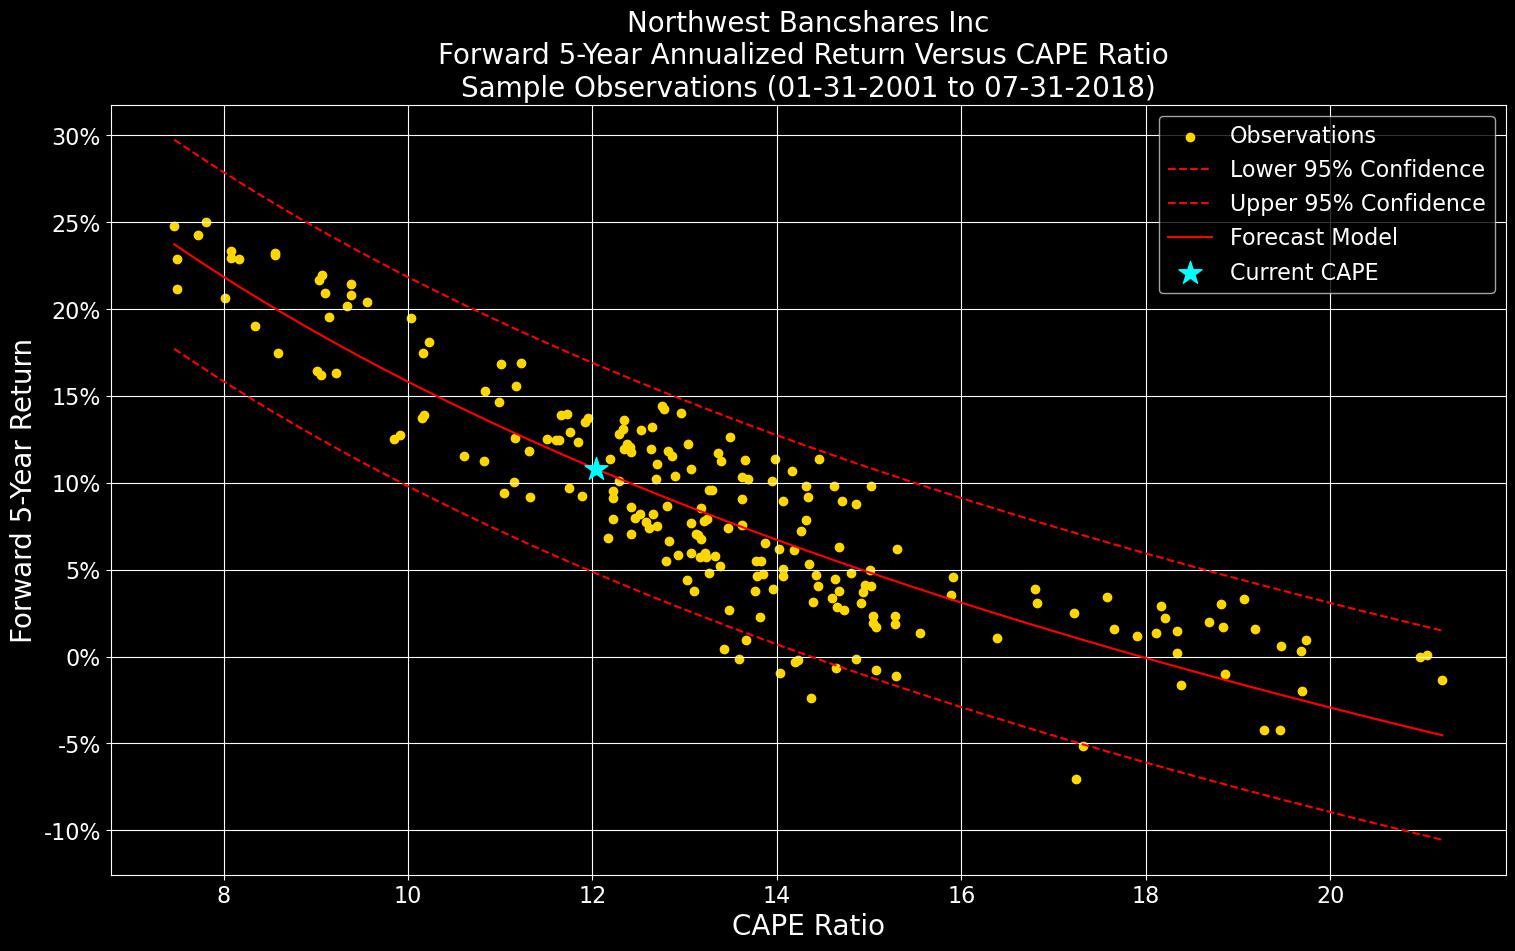 Northwest Bancshares Inc
Forward 5-Year Annualized Return Versus CAPE Ratio
Sample Observations (01-31-2001 to 07-31-2018)
Observations
Lower 95% Confidence
Upper 95% Confidence
Forecast Model
Current CAPE
Forward 5-Year Return
30%
25%
20%
15%
10%
5%
0%
-5%
-10%
8 10 12 14 16 18 20
CAPE Ratio